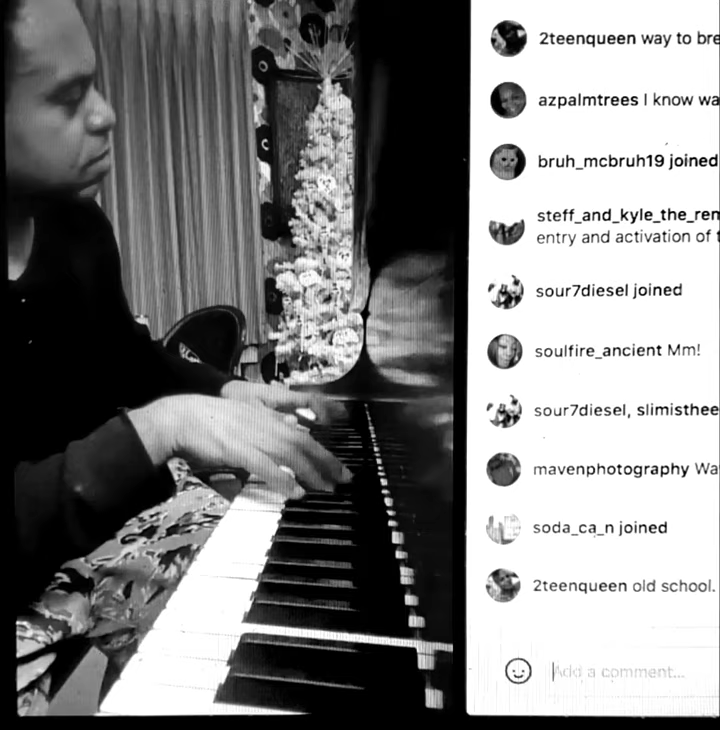 2teenqueen way to bre
azpalmtrees I know wa
bruh_mcbruh19 joined
steff_and_kyle_the_ren
entry and activation of t
sour7diesel joined
soulfire_ancient Mm!
sour7diesel, slimisthee
mavenphotography Wa
soda_ca_n joined
2teenqueen old school.
Add a comment...